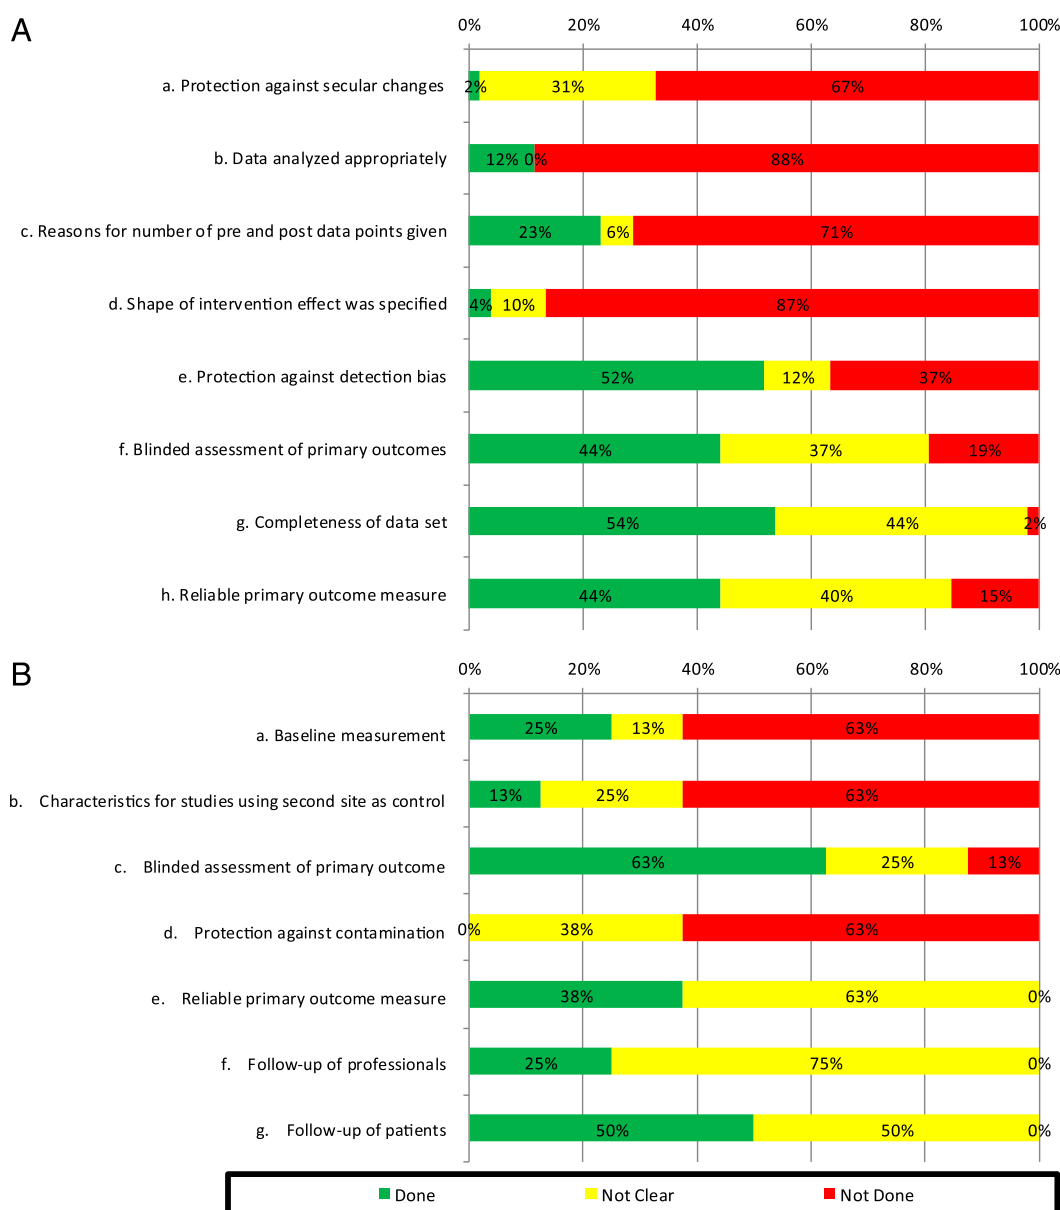 A
0% 20% 40% 60% 80% 100%
a. Protection against secular changes 2% 31% 67%
b. Data analyzed appropriately 12% 0% 88%
c. Reasons for number of pre and post data points given 23% 6% 71%
d. Shape of intervention effect was specified 4% 10% 87%
e. Protection against detection bias 52% 12% 37%
f. Blinded assessment of primary outcomes 44% 37% 19%
g. Completeness of data set 54% 44% 2%
h. Reliable primary outcome measure 44% 40% 15%
B
0% 20% 40% 60% 80% 100%
a. Baseline measurement 25% 13% 63%
b. Characteristics for studies using second site as control 13% 25% 63%
c. Blinded assessment of primary outcome 63% 25% 13%
d. Protection against contamination 0% 38% 63%
e. Reliable primary outcome measure 38% 63% 0%
f. Follow-up of professionals 25% 75% 0%
g. Follow-up of patients 50% 50% 0%
Done Not Clear Not Done